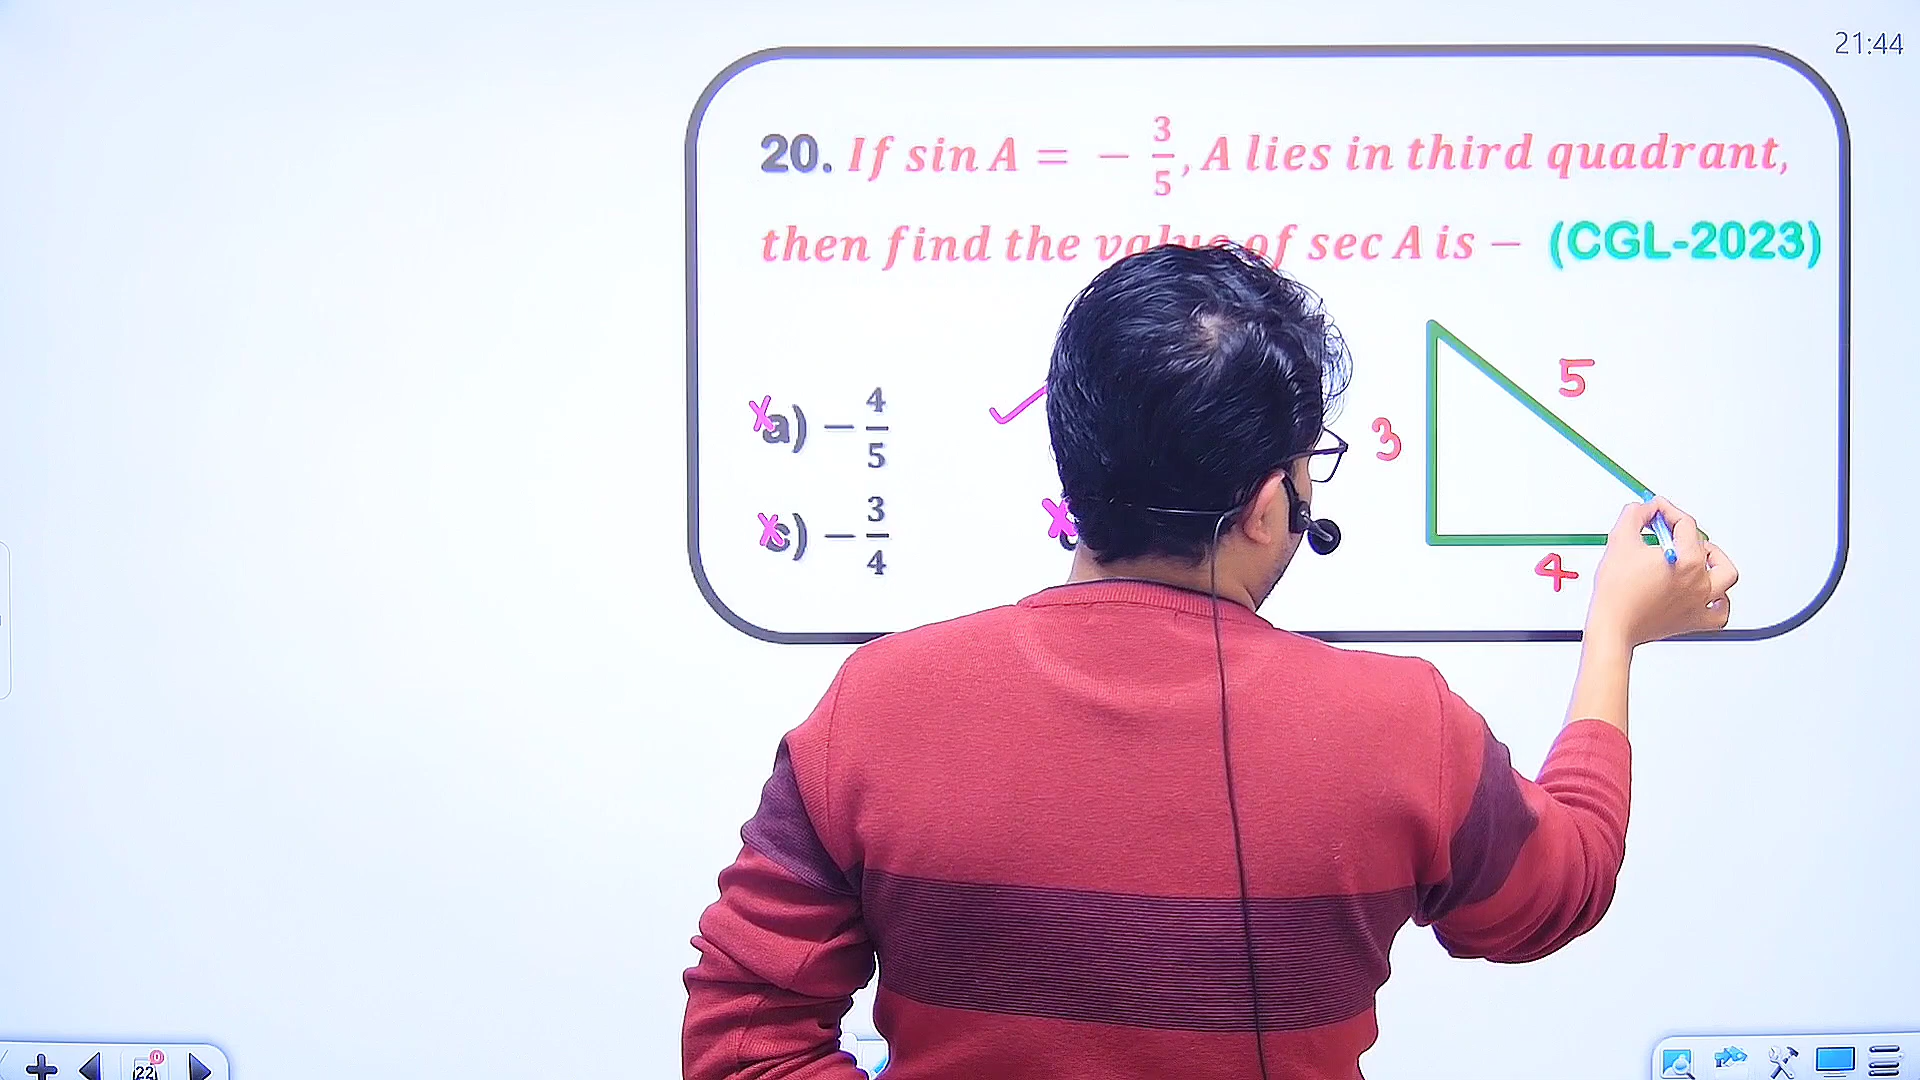 21:44
20. If sin A = − 3/5, A lies in third quadrant,
then find the value of sec A is − (CGL-2023)
a) − 4/5
c) − 3/4
5
3
4
22